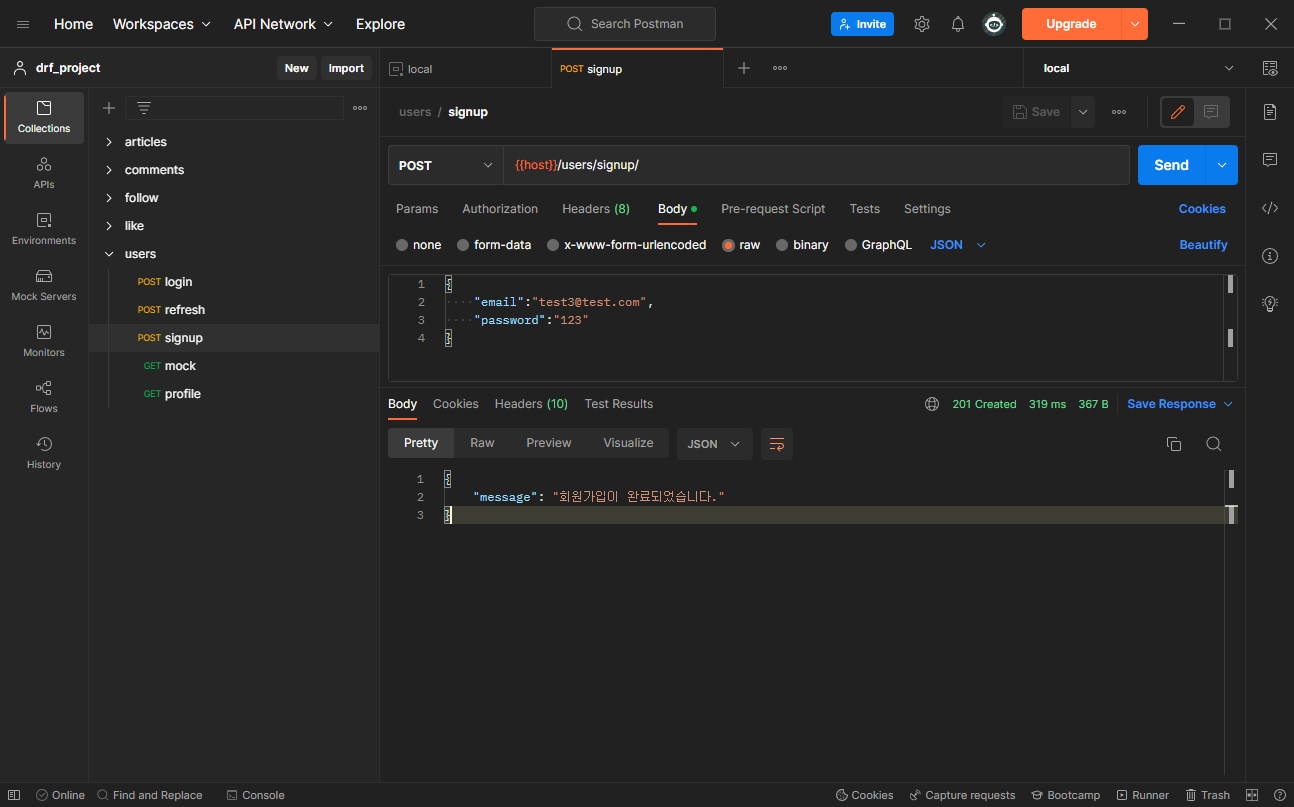 Home Workspaces API Network Explore Search Postman Invite Upgrade
drf_project New Import local POST signup local
Collections
APIs
Environments
Mock Servers
Monitors
Flows
History
articles
comments
follow
like
users
POST login
POST refresh
POST signup
GET mock
GET profile
users / signup Save
POST {{host}}/users/signup/ Send
Params Authorization Headers (8) Body Pre-request Script Tests Settings Cookies
none form-data x-www-form-urlencoded raw binary GraphQL JSON Beautify
1 {
2 ····"email":"test3@test.com",
3 ····"password":"123"
4 }
Body Cookies Headers (10) Test Results 201 Created 319 ms 367 B Save Response
Pretty Raw Preview Visualize JSON
1 {
2 "message": "회원가입이 완료되었습니다."
3 }
Online Find and Replace Console Cookies Capture requests Bootcamp Runner Trash